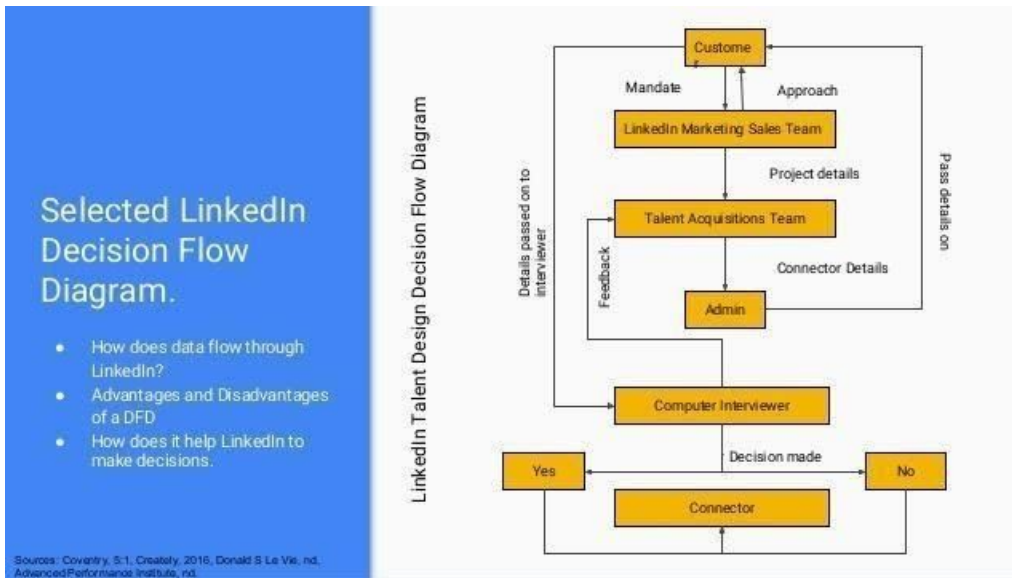 Selected LinkedIn
Decision Flow
Diagram.
● How does data flow through
LinkedIn?
● Advantages and Disadvantages
of a DFD
● How does it help LinkedIn to
make decisions.
Sources: Coventry, 5:1, Creately, 2016, Donald S Le Vie, nd,
Advanced Performance Institute, nd,
LinkedIn Talent Design Decision Flow Diagram
Custome
r
Mandate
Approach
LinkedIn Marketing Sales Team
Project details
Talent Acquisitions Team
Connector Details
Admin
Pass details on
Details passed on to
interviewer
Feedback
Computer Interviewer
Decision made
Yes
No
Connector